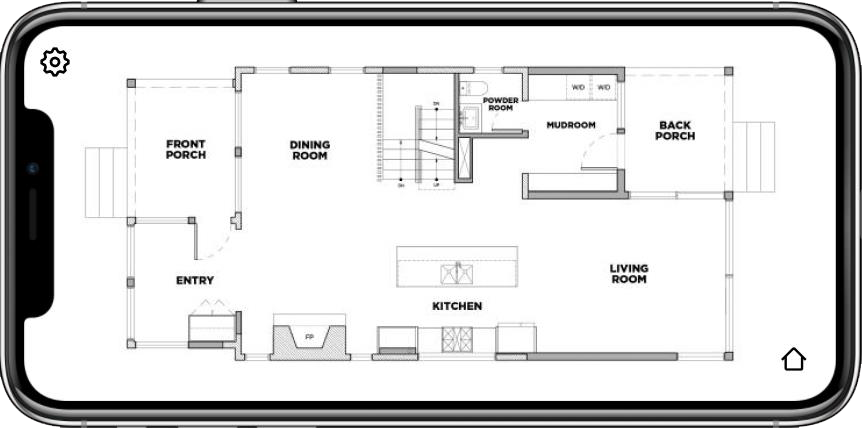 FRONT
PORCH
DINING
ROOM
DN
POWDER
ROOM
W/D W/D
MUDROOM
BACK
PORCH
DN
UP
ENTRY
KITCHEN
LIVING
ROOM
FP